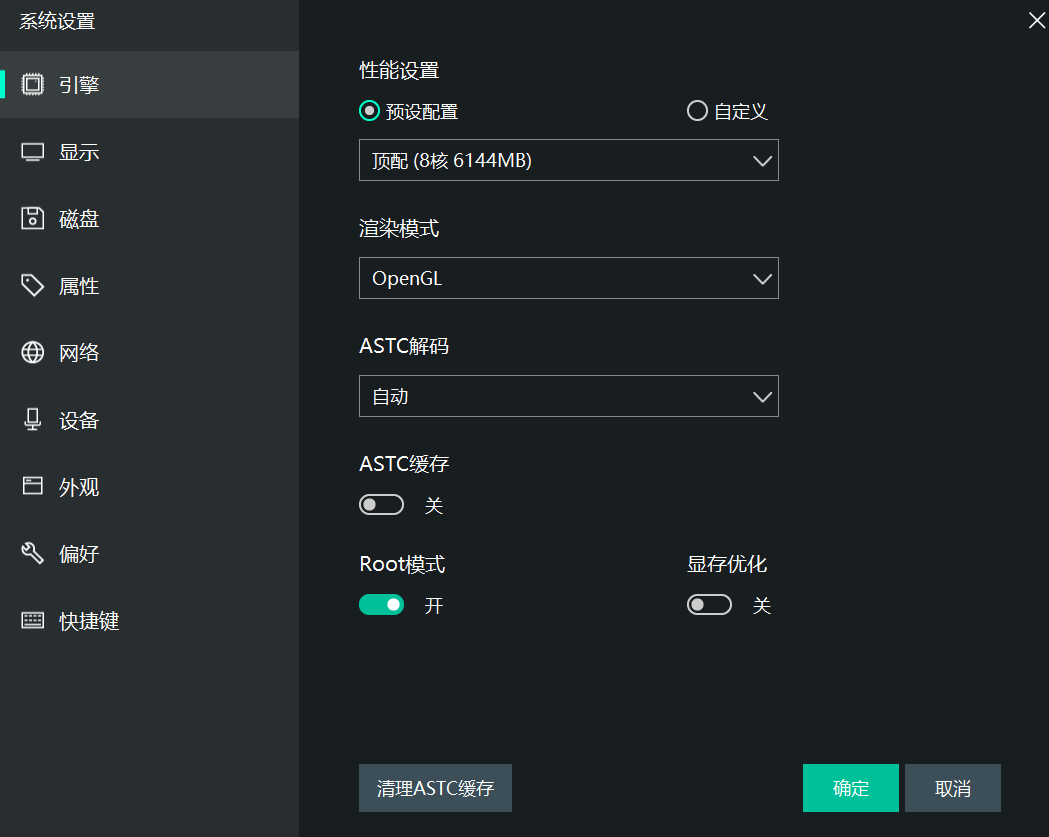 系统设置
引擎
显示
磁盘
属性
网络
设备
外观
偏好
快捷键
性能设置
预设配置
自定义
顶配 (8核 6144MB)
渲染模式
OpenGL
ASTC解码
自动
ASTC缓存
关
Root模式
显存优化
开
关
清理ASTC缓存
确定
取消